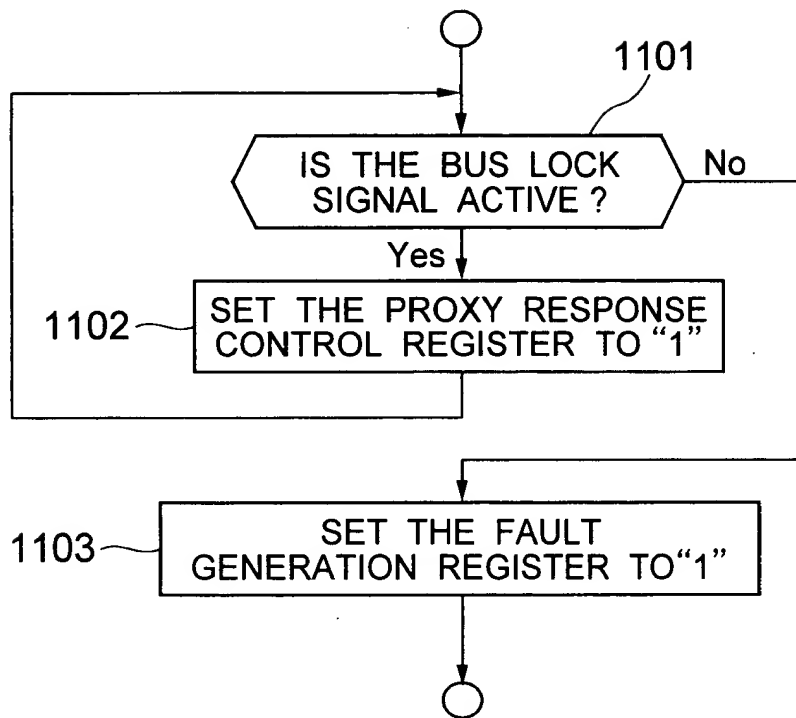 1101
IS THE BUS LOCK
SIGNAL ACTIVE?
No
Yes
1102
SET THE PROXY RESPONSE
CONTROL REGISTER TO "1"
1103
SET THE FAULT
GENERATION REGISTER TO "1"